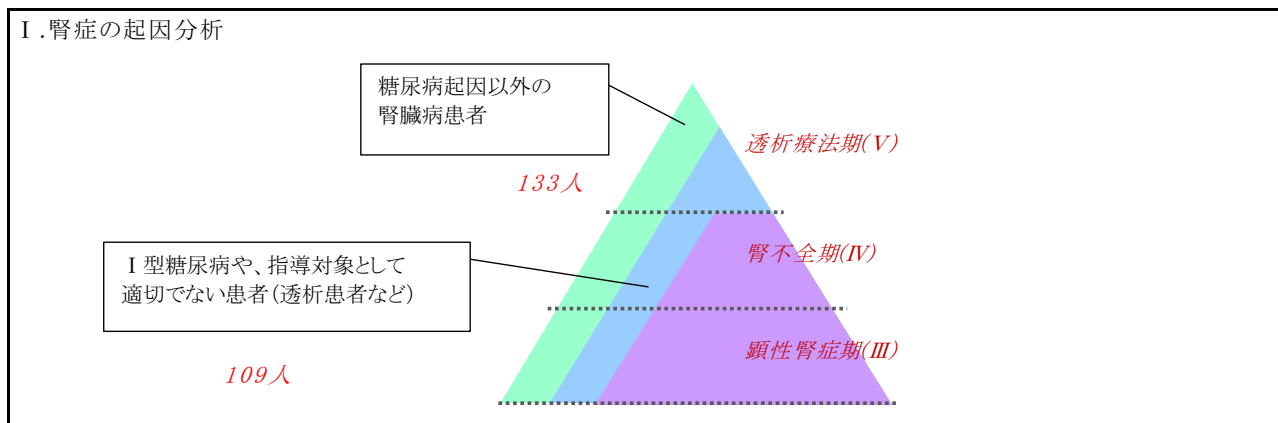 Ⅰ.腎症の起因分析
糖尿病起因以外の
腎臓病患者
透析療法期(Ⅴ)
133人
Ⅰ型糖尿病や、指導対象として
適切でない患者(透析患者など)
腎不全期(Ⅳ)
顕性腎症期(Ⅲ)
109人